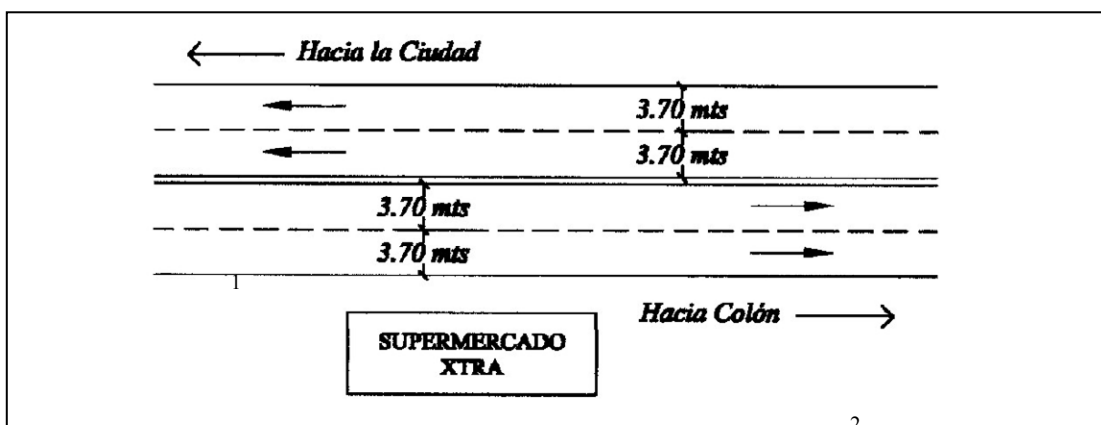 Hacia la Ciudad
3.70 mts
3.70 mts
3.70 mts
3.70 mts
1
Hacia Colón
SUPERMERCADO
XTRA
2